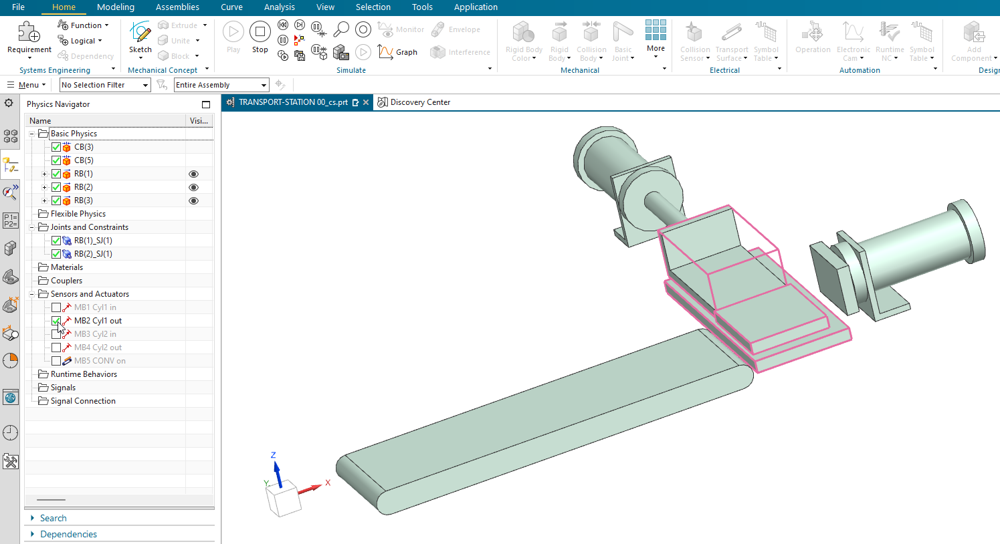 File Home Modeling Assemblies Curve Analysis View Selection Tools Application
Requirement
Function
Logical
Dependency
Systems Engineering
Sketch
Extrude
Unite
Block
Mechanical Concept
Play
Stop
Monitor
Graph
Envelope
Interference
Simulate
Rigid Body Color
Rigid Body
Collision Body
Basic Joint
More
Mechanical
Collision Sensor
Transport Surface
Symbol Table
Electrical
Operation
Electronic Cam
Runtime NC
Symbol Table
Automation
Add Component
Design
Menu No Selection Filter Entire Assembly
Physics Navigator
TRANSPORT-STATION 00_cs.prt Discovery Center
Name Visi...
Basic Physics
CB(3)
CB(5)
RB(1)
RB(2)
RB(3)
Flexible Physics
Joints and Constraints
RB(1)_SJ(1)
RB(2)_SJ(1)
Materials
Couplers
Sensors and Actuators
MB1 Cyl1 in
MB2 Cyl1 out
MB3 Cyl2 in
MB4 Cyl2 out
MB5 CONV on
Runtime Behaviors
Signals
Signal Connection
P1=
P2=
Z
Y
X
Search
Dependencies